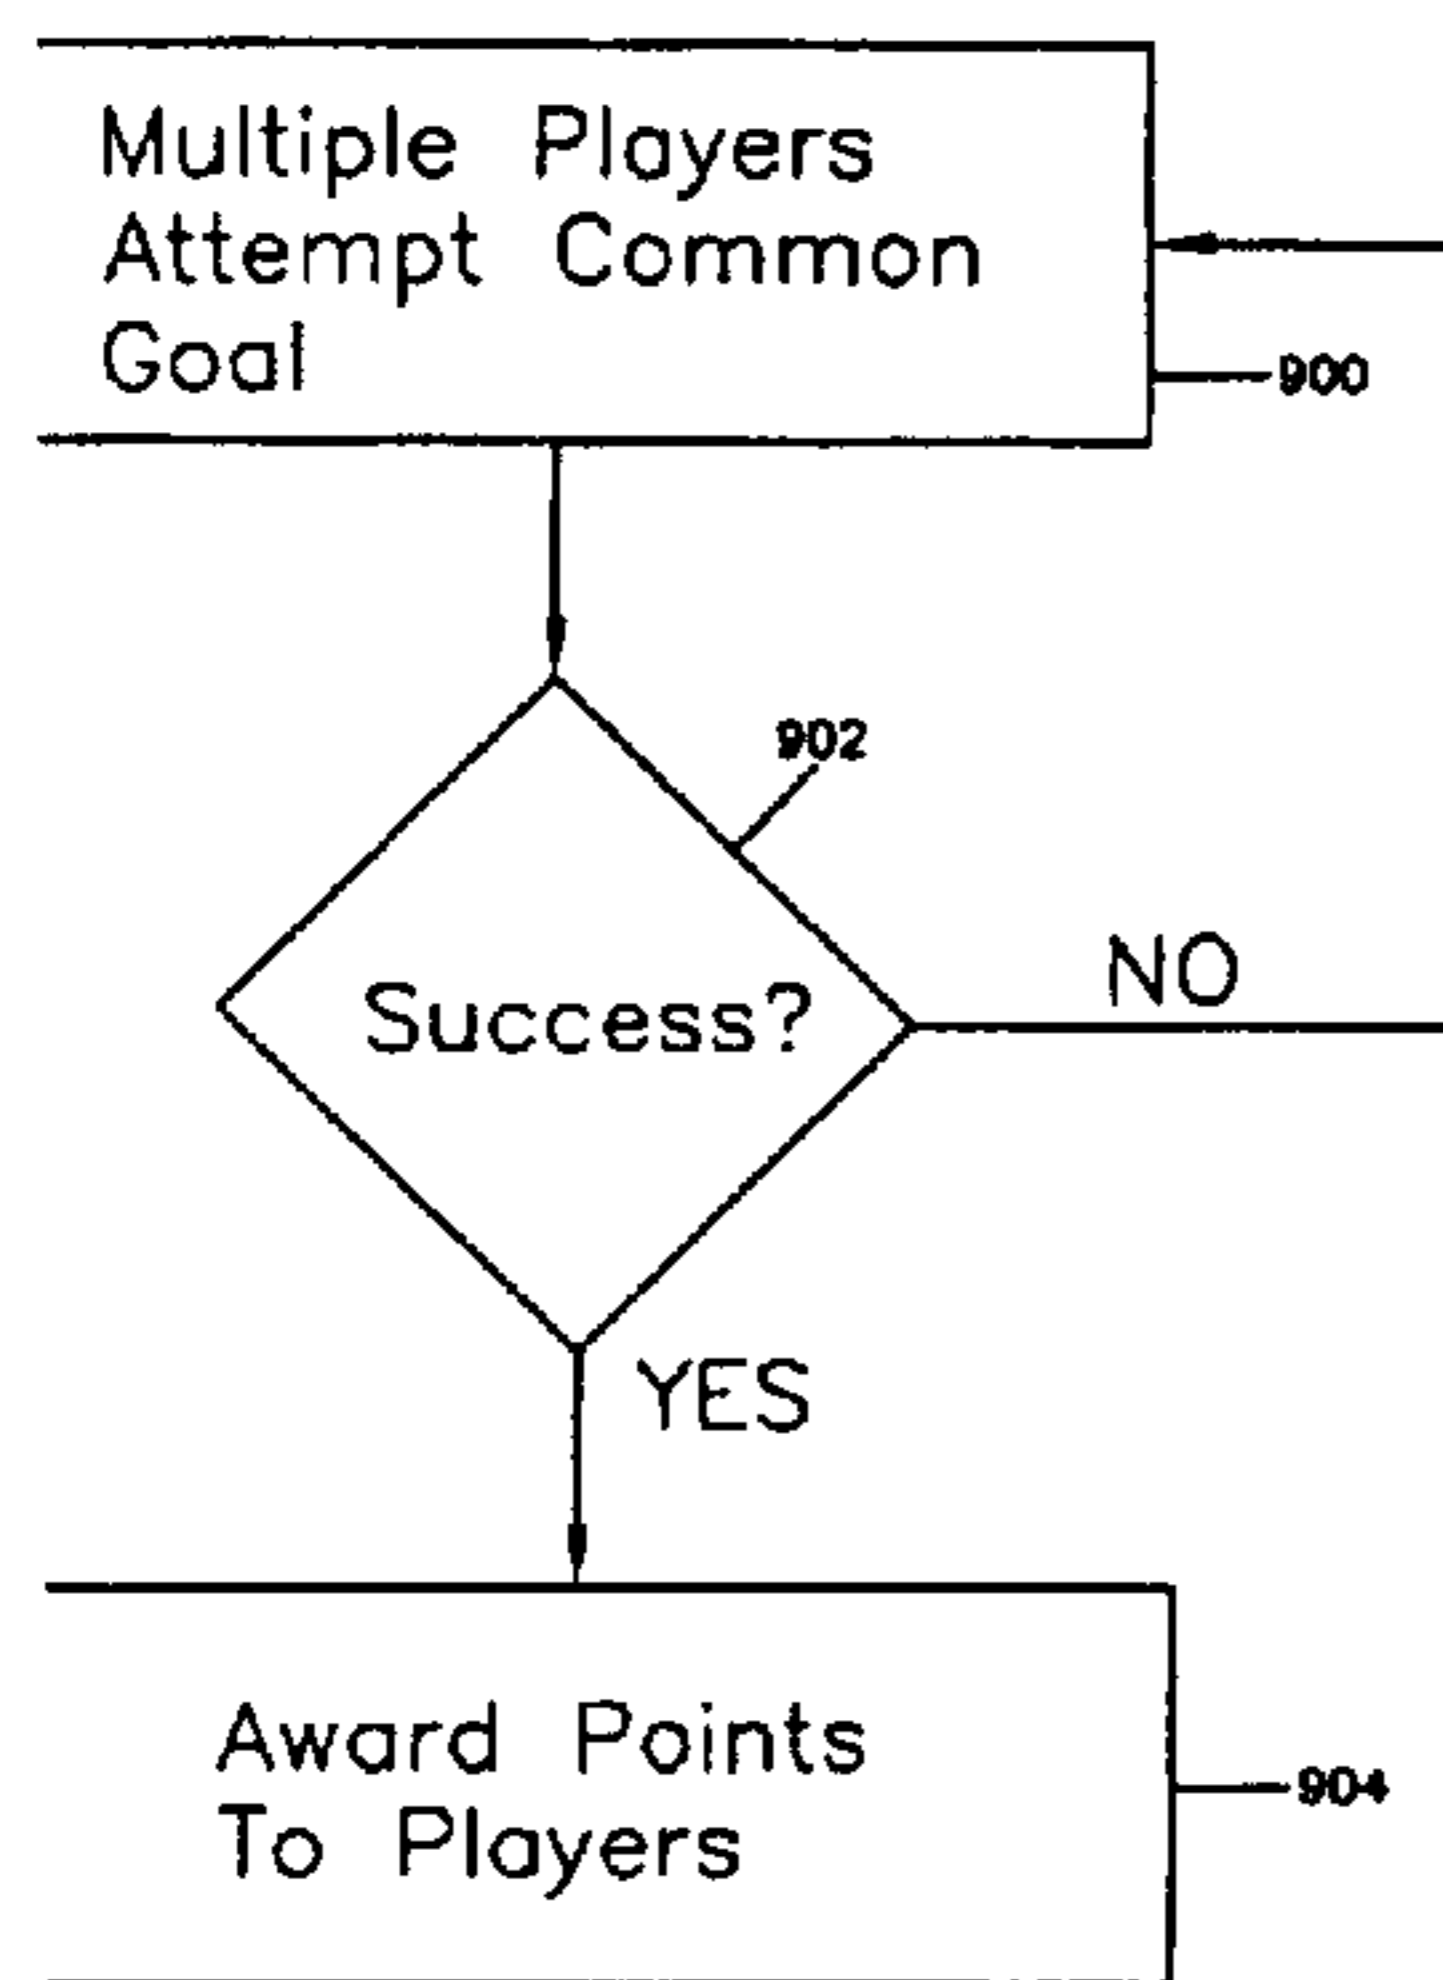 Multiple Players
Attempt Common
Goal
900
902
Success?
NO
YES
Award Points
To Players
904